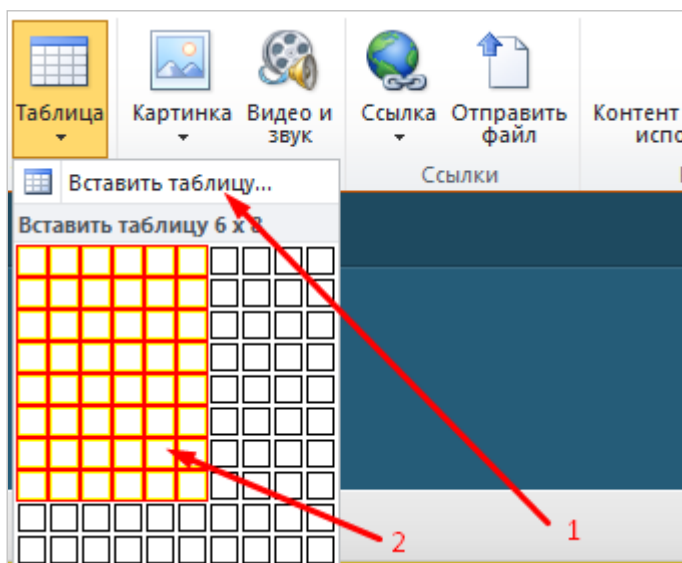 Таблица
Картинка
Видео и
звук
Ссылка
Отправить
файл
Контент
испо
Ссылки
Вставить таблицу...
Вставить таблицу 6 x 8
1
2